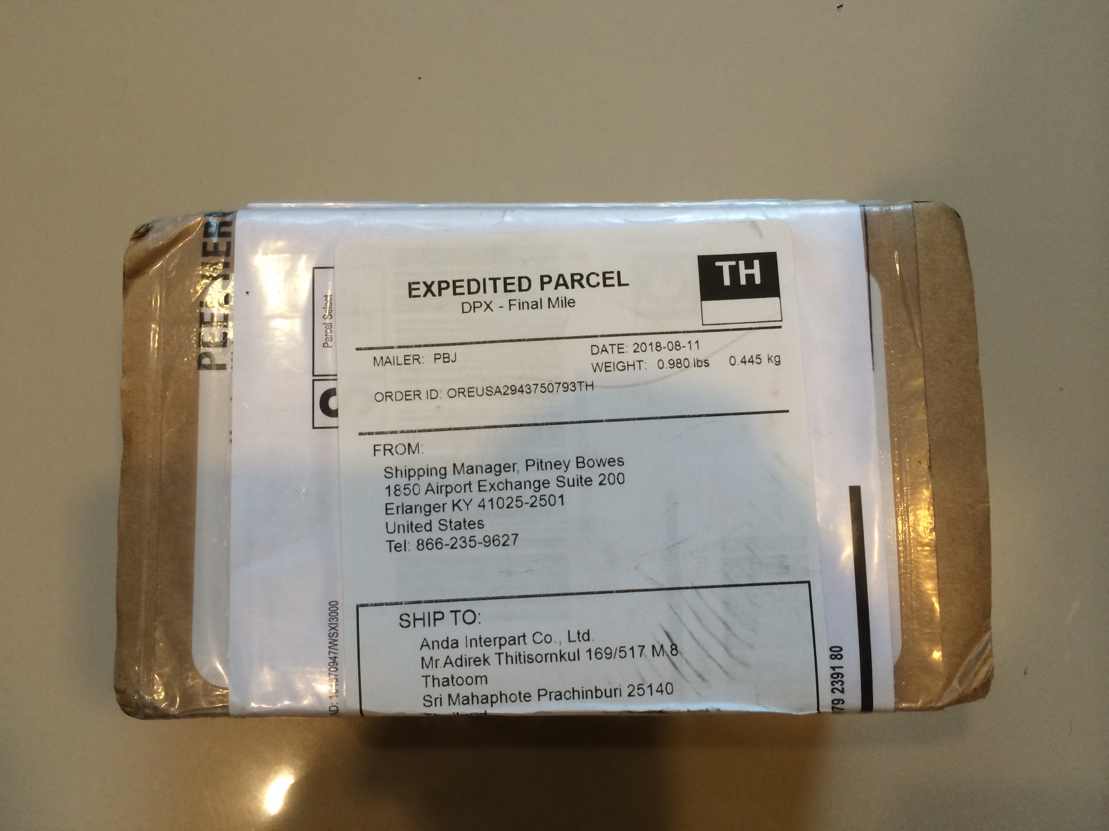 EXPEDITED PARCEL
DPX - Final Mile
TH
MAILER: PBJ
DATE: 2018-08-11
WEIGHT: 0.980 lbs 0.445 kg
ORDER ID: OREUSA2943750793TH
FROM:
Shipping Manager, Pitney Bowes
1850 Airport Exchange Suite 200
Erlanger KY 41025-2501
United States
Tel: 866-235-9627
SHIP TO:
Anda Interpart Co., Ltd.
Mr Adirek Thitisornkul 169/517 M.8
Thatoom
Sri Mahaphote Prachinburi 25140
Thailand
Parcel Select
79 2391 80